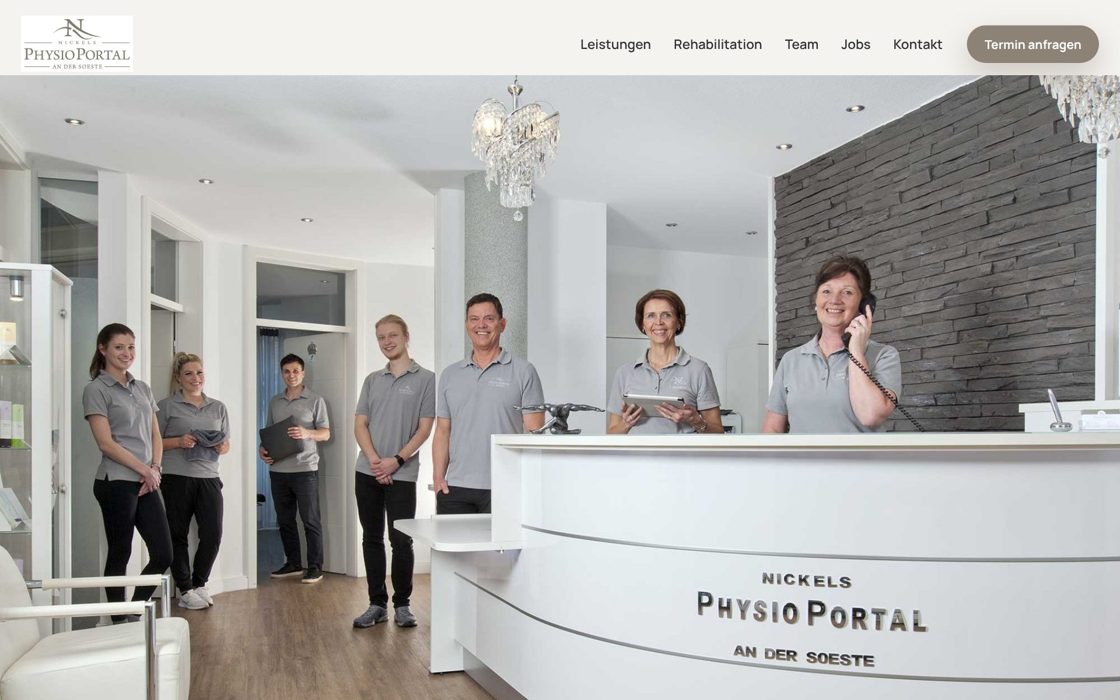 N
NICKELS
PHYSIOPORTAL
AN DER SOESTE
Leistungen
Rehabilitation
Team
Jobs
Kontakt
Termin anfragen
NICKELS
PHYSIO PORTAL
AN DER SOESTE